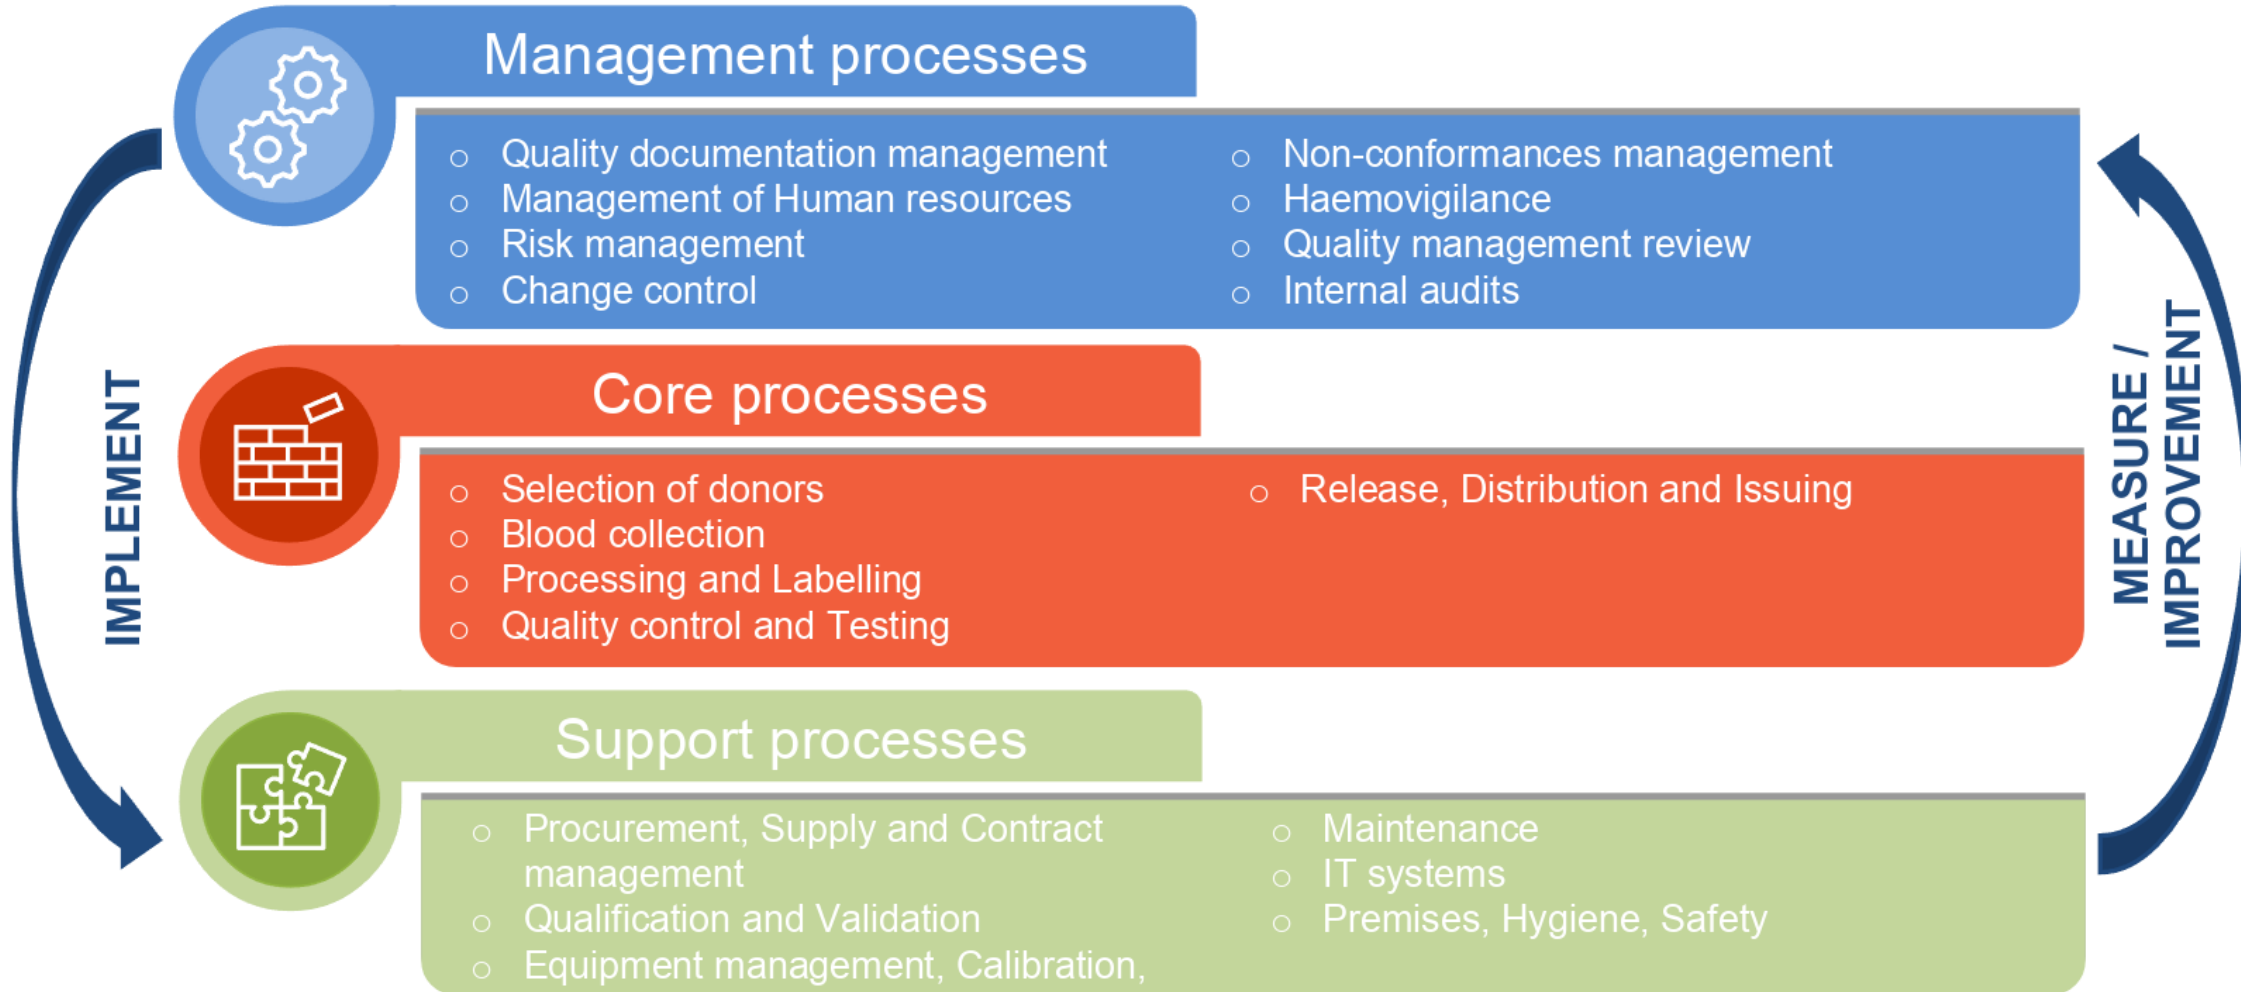 Management processes
Quality documentation management
Management of Human resources
Risk management
Change control
Non-conformances management
Haemovigilance
Quality management review
Internal audits
IMPLEMENT
Core processes
Selection of donors
Blood collection
Processing and Labelling
Quality control and Testing
Release, Distribution and Issuing
MEASURE /
IMPROVEMENT
Support processes
Procurement, Supply and Contract
management
Qualification and Validation
Equipment management, Calibration,
Maintenance
IT systems
Premises, Hygiene, Safety